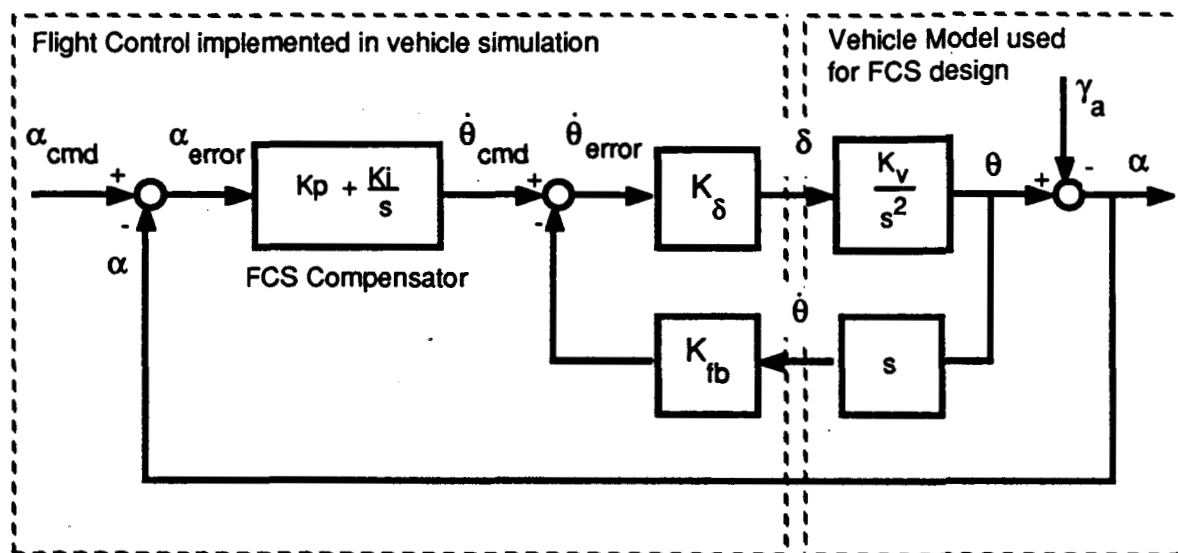 Flight Control implemented in vehicle simulation
Vehicle Model used
for FCS design
γa
αcmd
+
-
α
αerror
Kp + Ki/s
FCS Compensator
θ̇cmd
+
-
θ̇error
Kδ
δ
Kv/s²
θ
+
-
α
θ̇
Kfb
s